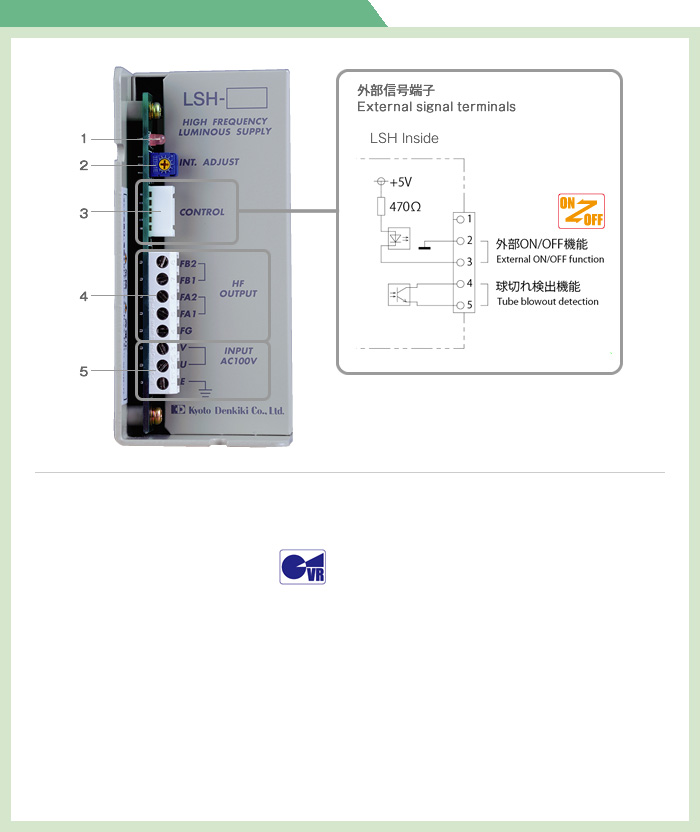 LSH-
HIGH FREQUENCY
LUMINOUS SUPPLY
1
2
INT. ADJUST
3
CONTROL
FB2
FB1
HF
OUTPUT
4
FA2
FA1
FG
V
INPUT
AC100V
5
U
E
Kyoto Denkiki Co., Ltd.
外部信号端子
External signal terminals
LSH Inside
+5V
470Ω
ON
OFF
1
2
3
4
5
外部ON/OFF機能
External ON/OFF function
球切れ検出機能
Tube blowout detection
VR